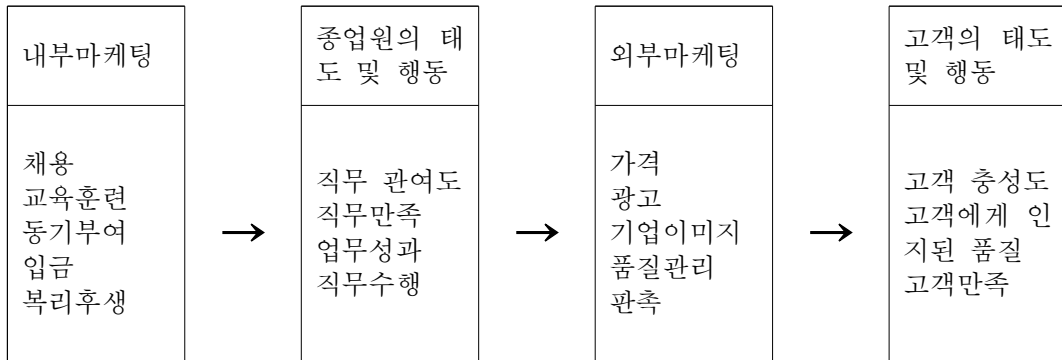 내부마케팅
채용
교육훈련
동기부여
입금
복리후생
→
종업원의 태
도 및 행동
직무 관여도
직무만족
업무성과
직무수행
→
외부마케팅
가격
광고
기업이미지
품질관리
판촉
→
고객의 태도
및 행동
고객 충성도
고객에게 인
지된 품질
고객만족